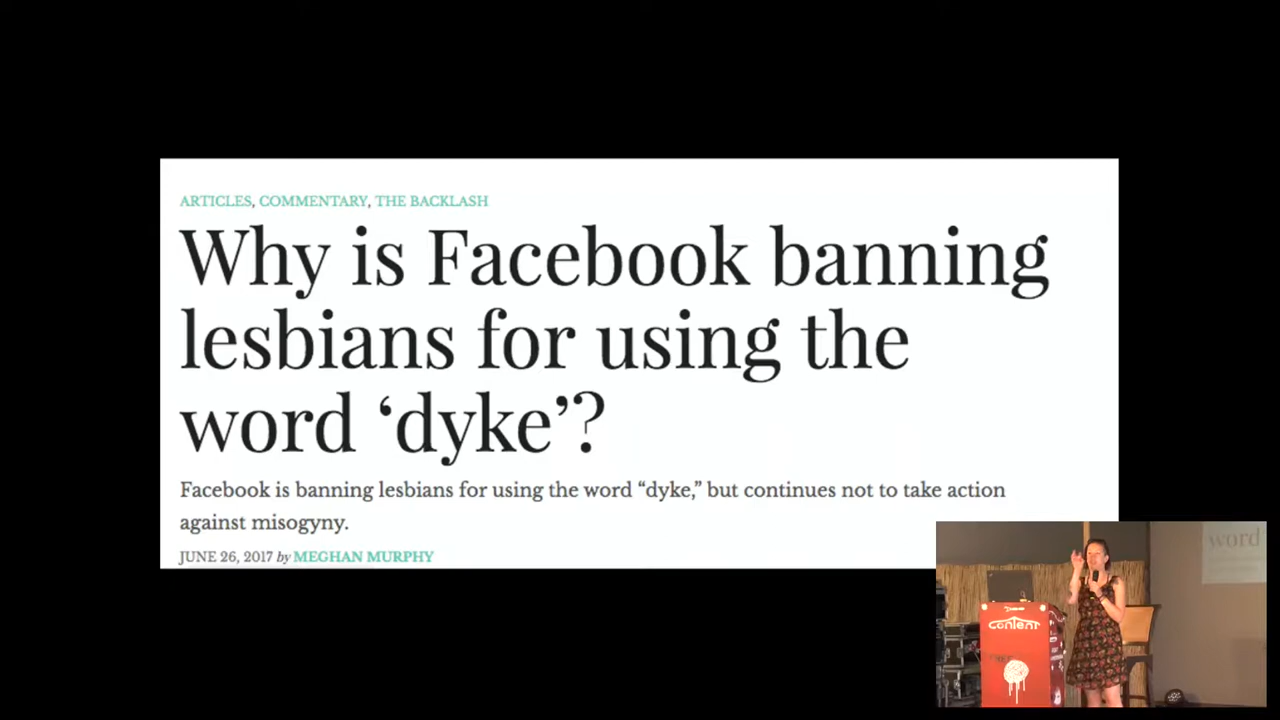 ARTICLES, COMMENTARY, THE BACKLASH
Why is Facebook banning
lesbians for using the
word ‘dyke’?
Facebook is banning lesbians for using the word “dyke,” but continues not to take action
against misogyny.
JUNE 26, 2017 by MEGHAN MURPHY
word
content